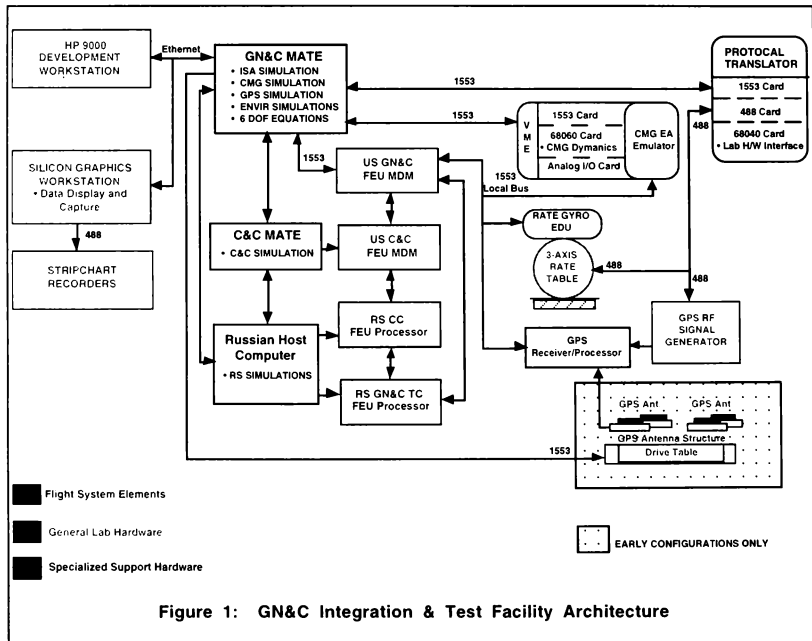 HP 9000
DEVELOPMENT
WORKSTATION
Ethernet
GN&C MATE
• ISA SIMULATION
• CMG SIMULATION
• GPS SIMULATION
• ENVIR SIMULATIONS
• 6 DOF EQUATIONS
1553
1553
PROTOCAL
TRANSLATOR
1553 Card
488 Card
68040 Card
• Lab H/W Interface
488
VME
1553 Card
68060 Card
• CMG Dymanics
Analog I/O Card
CMG EA
Emulator
1553
US GN&C
FEU MDM
1553
Local Bus
SILICON GRAPHICS
WORKSTATION
• Data Display and
Capture
488
STRIPCHART
RECORDERS
C&C MATE
• C&C SIMULATION
US C&C
FEU MDM
RATE GYRO
EDU
3-AXIS
RATE
TABLE
488
488
Russian Host
Computer
• RS SIMULATIONS
RS CC
FEU Processor
RS GN&C TC
FEU Processor
GPS
Receiver/Processor
GPS RF
SIGNAL
GENERATOR
GPS Ant
GPS Ant
GPS Antenna Structure
Drive Table
1553
Flight System Elements
General Lab Hardware
Specialized Support Hardware
EARLY CONFIGURATIONS ONLY
Figure 1: GN&C Integration & Test Facility Architecture